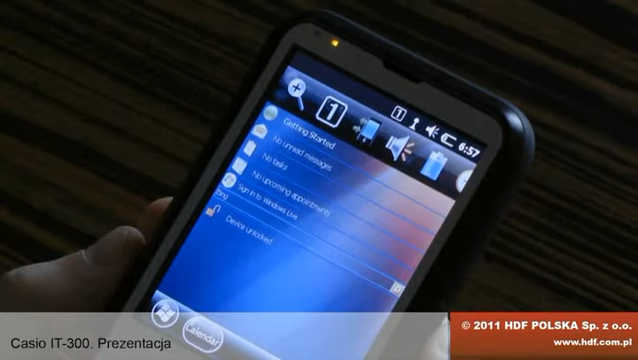 1
1
6:57
Getting Started
No unread messages
No tasks
No upcoming appointments
Sign in to Windows Live
Device unlocked
Calendar
Casio IT-300. Prezentacja
© 2011 HDF POLSKA Sp. z o.o.
www.hdf.com.pl